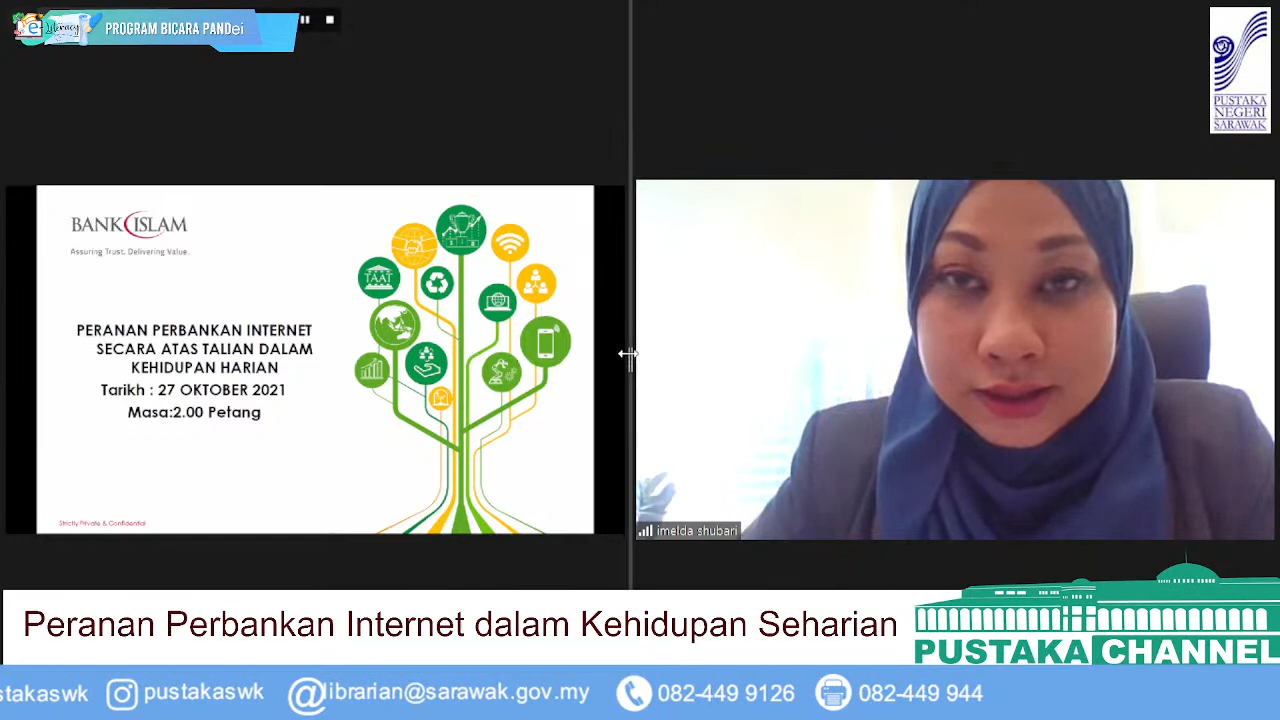 e-Literacy
PROGRAM BICARA PANDei
PUSTAKA
NEGERI
SARAWAK
BANK ISLAM
Assuring Trust. Delivering Value.
TAAT
PERANAN PERBANKAN INTERNET
SECARA ATAS TALIAN DALAM
KEHIDUPAN HARIAN
Tarikh : 27 OKTOBER 2021
Masa:2.00 Petang
Strictly Private & Confidential
imelda shubari
Peranan Perbankan Internet dalam Kehidupan Seharian
PUSTAKA CHANNEL
stakaswk pustakaswk @librarian@sarawak.gov.my 082-449 9126 082-449 944